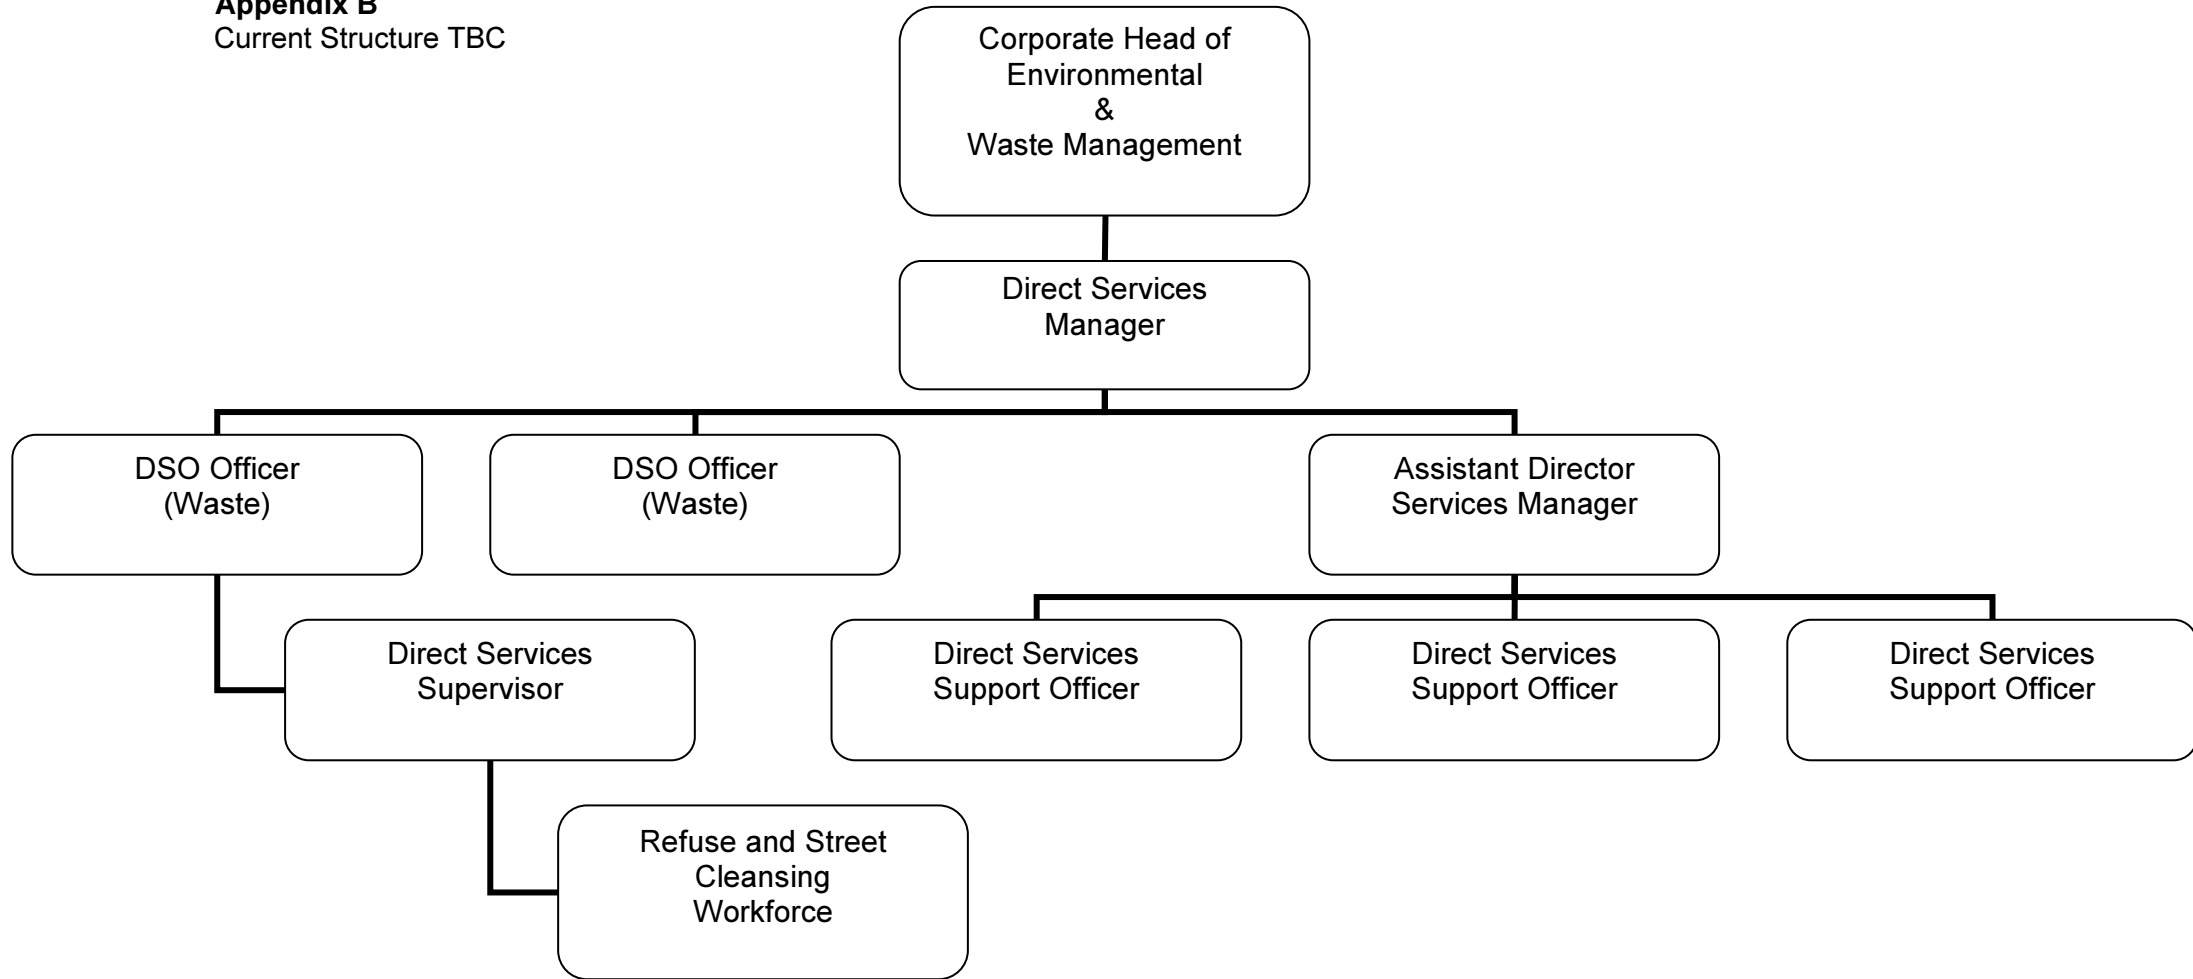 Appendix B
Current Structure TBC
Corporate Head of
Environmental
&
Waste Management
Direct Services
Manager
DSO Officer
(Waste)
DSO Officer
(Waste)
Assistant Director
Services Manager
Direct Services
Supervisor
Direct Services
Support Officer
Direct Services
Support Officer
Direct Services
Support Officer
Refuse and Street
Cleansing
Workforce